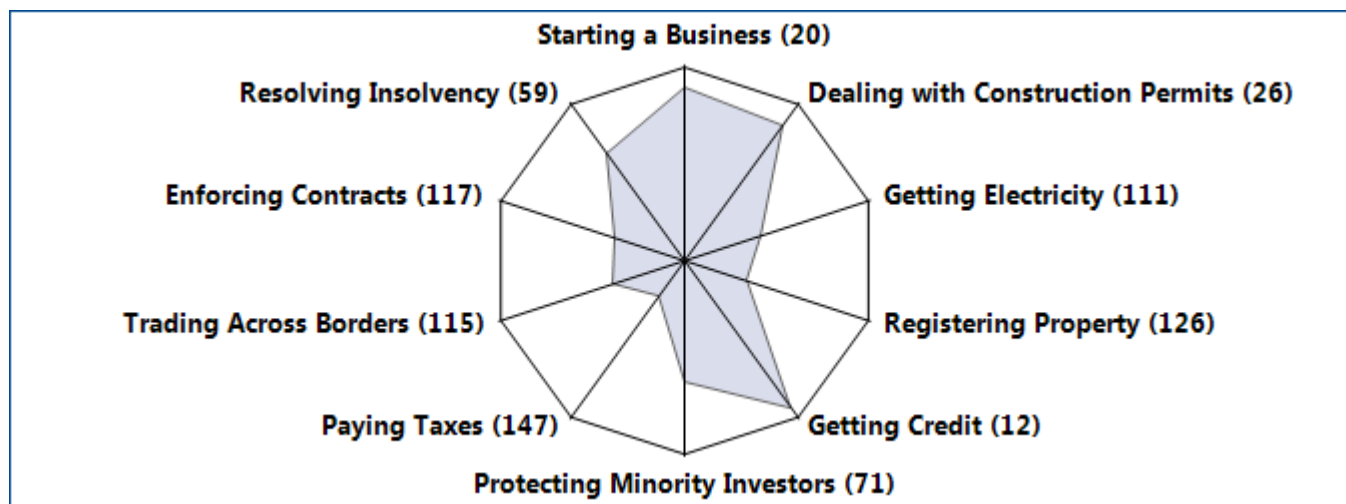 Starting a Business (20)
Resolving Insolvency (59)
Dealing with Construction Permits (26)
Enforcing Contracts (117)
Getting Electricity (111)
Trading Across Borders (115)
Registering Property (126)
Paying Taxes (147)
Getting Credit (12)
Protecting Minority Investors (71)